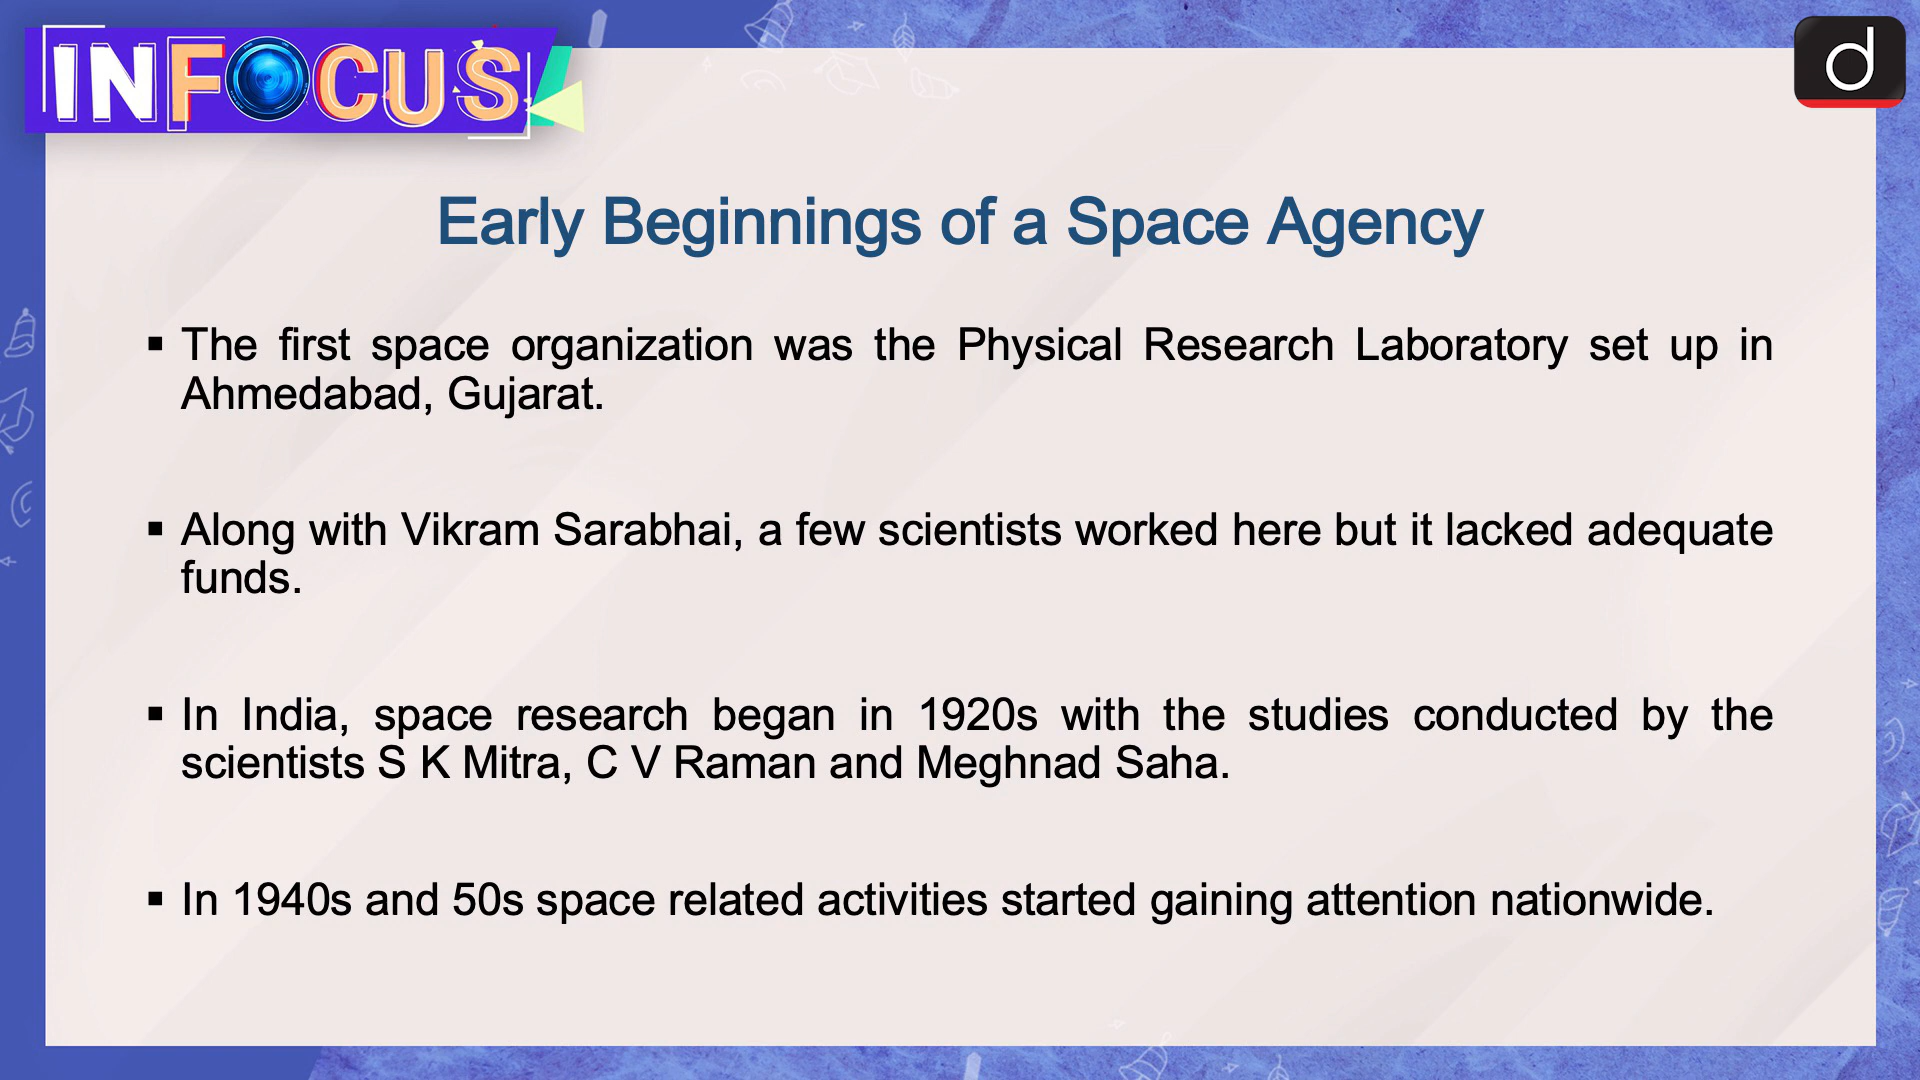 INFOCUS
d
Early Beginnings of a Space Agency
▪ The first space organization was the Physical Research Laboratory set up in
Ahmedabad, Gujarat.
▪ Along with Vikram Sarabhai, a few scientists worked here but it lacked adequate
funds.
▪ In India, space research began in 1920s with the studies conducted by the
scientists S K Mitra, C V Raman and Meghnad Saha.
▪ In 1940s and 50s space related activities started gaining attention nationwide.